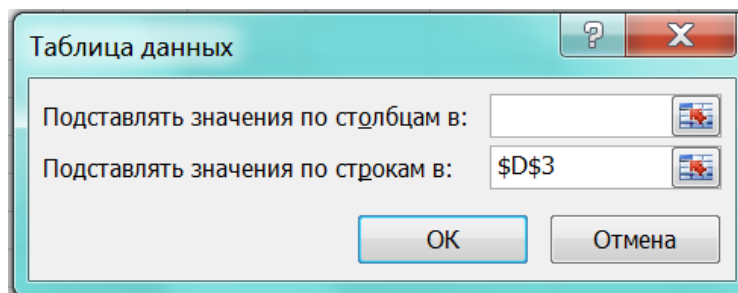 Таблица данных
Подставлять значения по столбцам в:
Подставлять значения по строкам в: $D$3
ОК Отмена